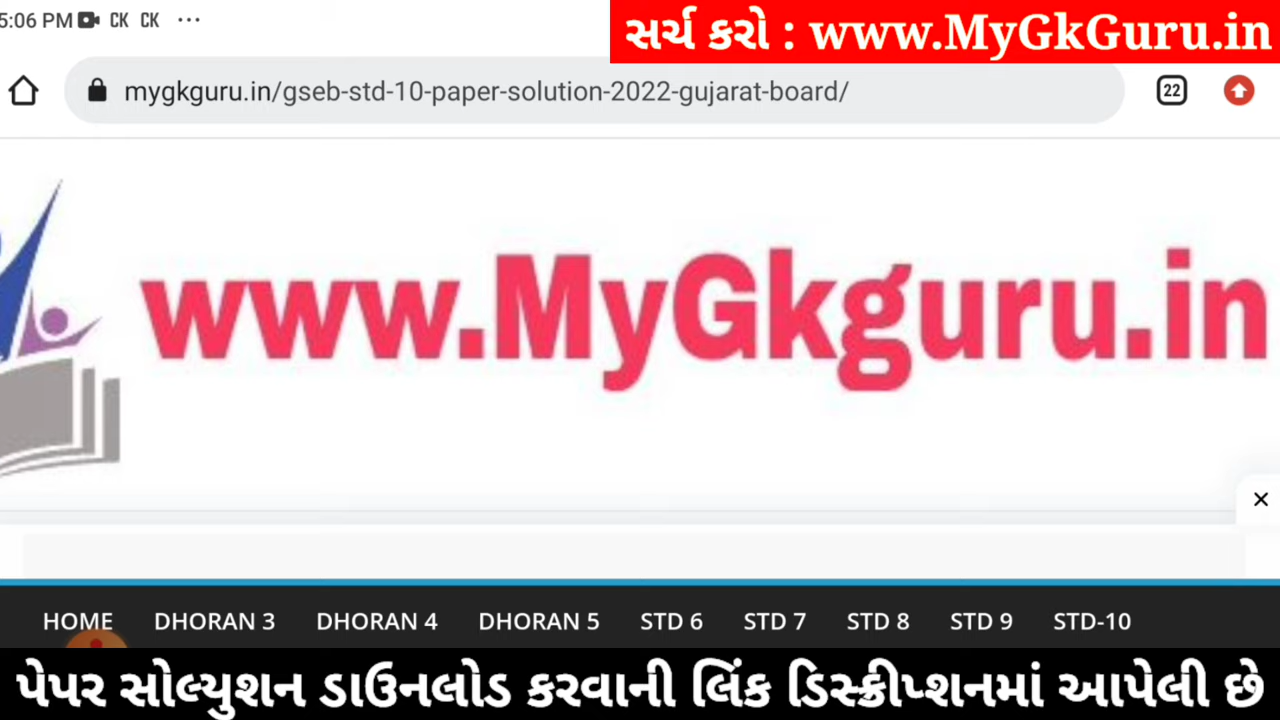 5:06 PM CK CK ...
સર્ચ કરો : www.MyGkGuru.in
mygkguru.in/gseb-std-10-paper-solution-2022-gujarat-board/
22
www.MyGkguru.in
HOME DHORAN 3 DHORAN 4 DHORAN 5 STD 6 STD 7 STD 8 STD 9 STD-10
પેપર સોલ્યુશન ડાઉનલોડ કરવાની લિંક ડિસ્ક્રીપ્શનમાં આપેલી છે